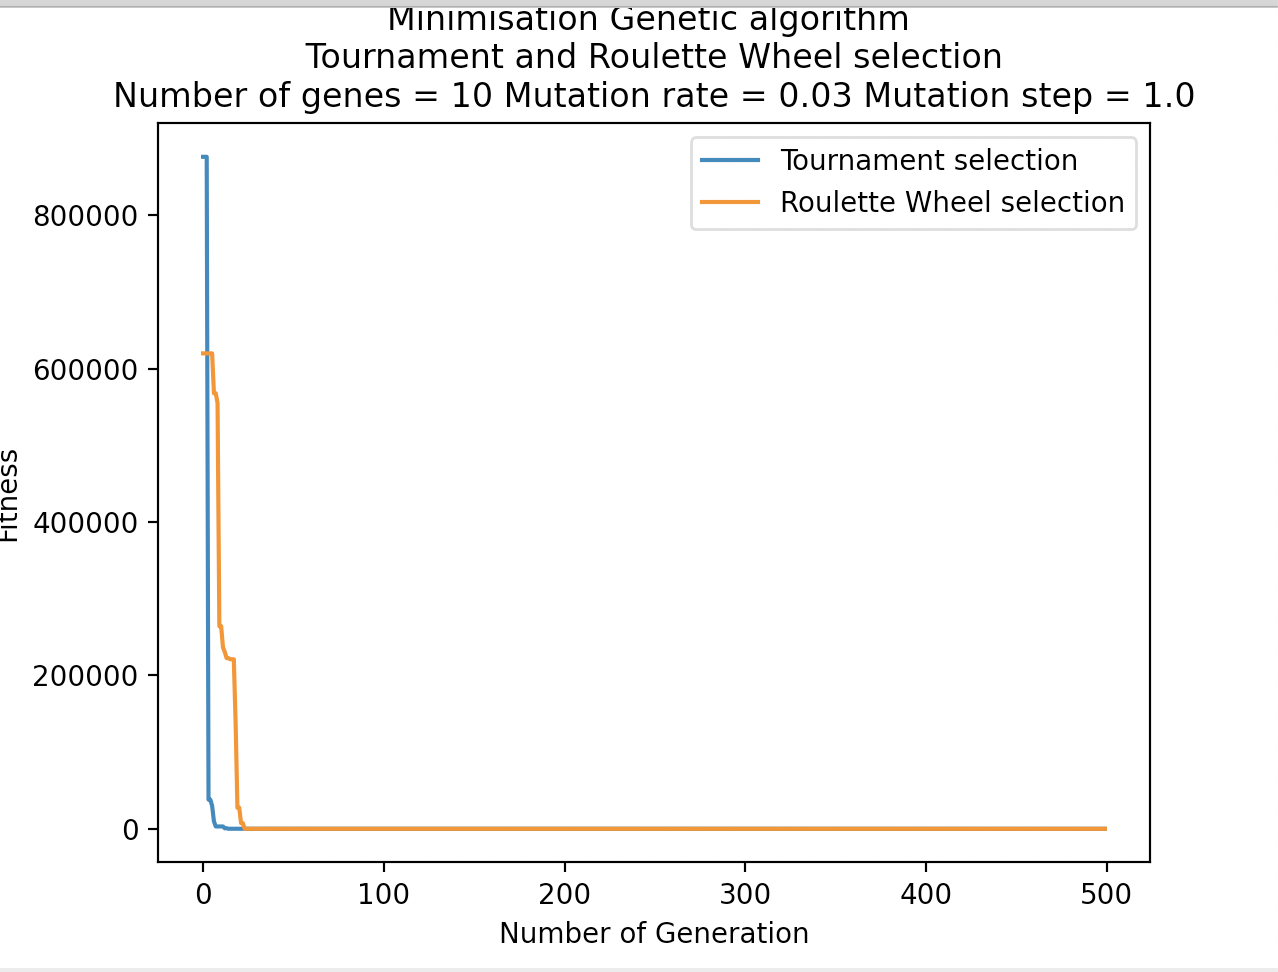 Minimisation Genetic algorithm
Tournament and Roulette Wheel selection
Number of genes = 10 Mutation rate = 0.03 Mutation step = 1.0
Tournament selection
Roulette Wheel selection
800000
600000
400000
200000
0
Fitness
0 100 200 300 400 500
Number of Generation